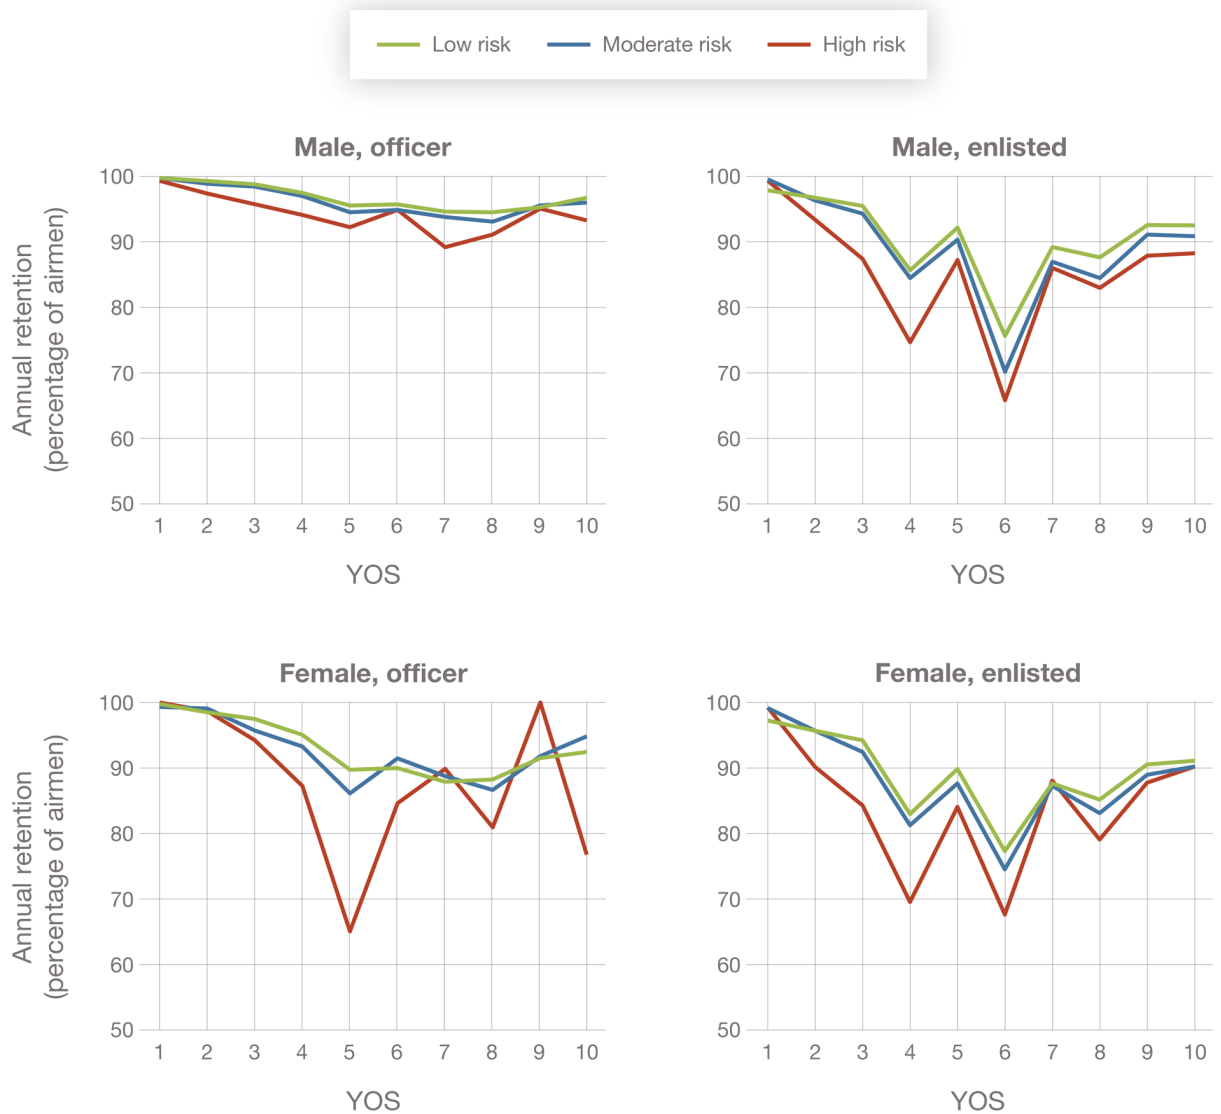 Low risk Moderate risk High risk
Male, officer
Annual retention
(percentage of airmen)
100
90
80
70
60
50
1 2 3 4 5 6 7 8 9 10
YOS
Male, enlisted
100
90
80
70
60
50
1 2 3 4 5 6 7 8 9 10
YOS
Female, officer
Annual retention
(percentage of airmen)
100
90
80
70
60
50
1 2 3 4 5 6 7 8 9 10
YOS
Female, enlisted
100
90
80
70
60
50
1 2 3 4 5 6 7 8 9 10
YOS